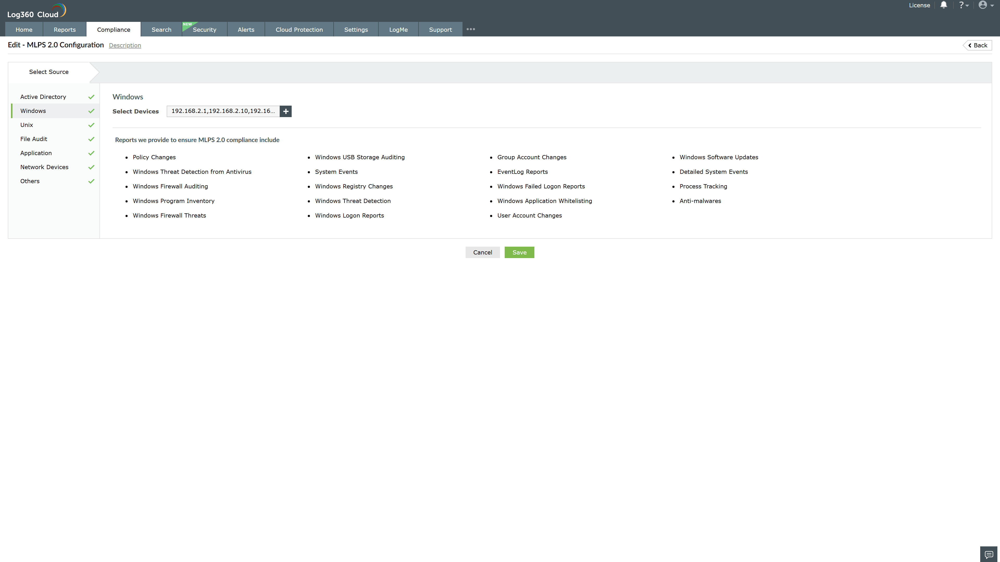 Log360 Cloud
License
?
Home Reports Compliance Search NEW Security Alerts Cloud Protection Settings LogMe Support
Edit - MLPS 2.0 Configuration Description Back
Select Source
Active Directory
Windows
Unix
File Audit
Application
Network Devices
Others
Windows
Select Devices 192.168.2.1,192.168.2.10,192.16...
Reports we provide to ensure MLPS 2.0 compliance include
Policy Changes Windows USB Storage Auditing Group Account Changes Windows Software Updates
Windows Threat Detection from Antivirus System Events EventLog Reports Detailed System Events
Windows Firewall Auditing Windows Registry Changes Windows Failed Logon Reports Process Tracking
Windows Program Inventory Windows Threat Detection Windows Application Whitelisting Anti-malwares
Windows Firewall Threats Windows Logon Reports User Account Changes
Cancel Save